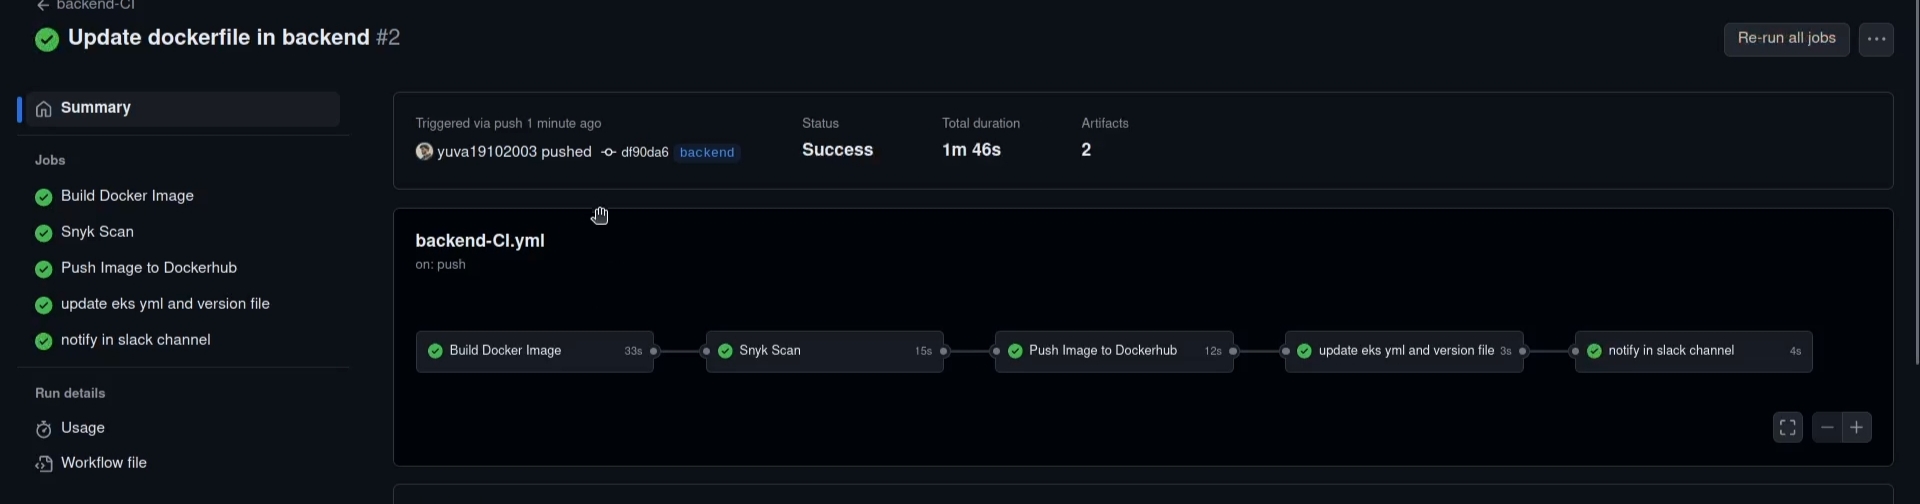 backend-CI
Update dockerfile in backend #2
Re-run all jobs
Summary
Jobs
Build Docker Image
Snyk Scan
Push Image to Dockerhub
update eks yml and version file
notify in slack channel
Run details
Usage
Workflow file
Triggered via push 1 minute ago
yuva19102003 pushed df90da6 backend
Status
Success
Total duration
1m 46s
Artifacts
2
backend-CI.yml
on: push
Build Docker Image 33s
Snyk Scan 15s
Push Image to Dockerhub 12s
update eks yml and version file 3s
notify in slack channel 4s